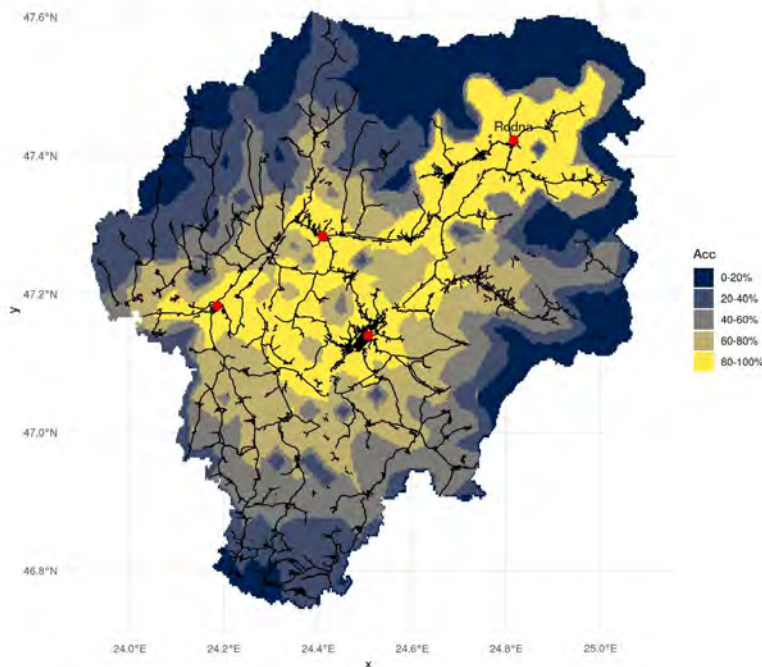 47.6°N
47.4°N
47.2°N
47.0°N
46.8°N
y
Rodna
Acc
0-20%
20-40%
40-60%
60-80%
80-100%
24.0°E
24.2°E
24.4°E
24.6°E
24.8°E
25.0°E
x